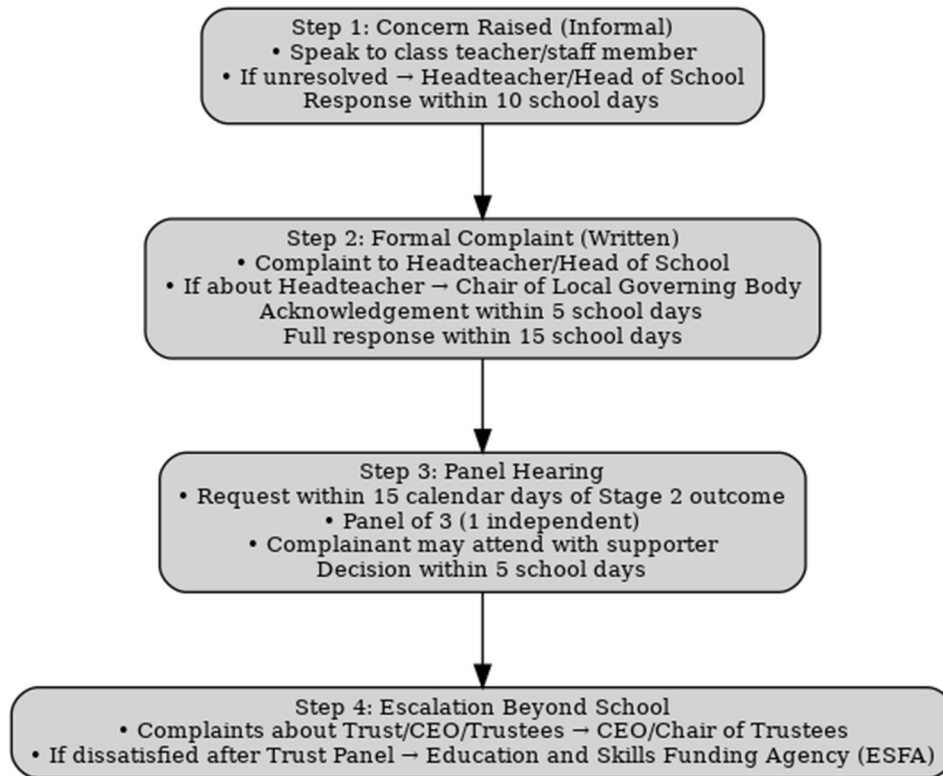 Step 1: Concern Raised (Informal)
• Speak to class teacher/staff member
• If unresolved → Headteacher/Head of School
Response within 10 school days
Step 2: Formal Complaint (Written)
• Complaint to Headteacher/Head of School
• If about Headteacher → Chair of Local Governing Body
Acknowledgement within 5 school days
Full response within 15 school days
Step 3: Panel Hearing
• Request within 15 calendar days of Stage 2 outcome
• Panel of 3 (1 independent)
• Complainant may attend with supporter
Decision within 5 school days
Step 4: Escalation Beyond School
• Complaints about Trust/CEO/Trustees → CEO/Chair of Trustees
• If dissatisfied after Trust Panel → Education and Skills Funding Agency (ESFA)